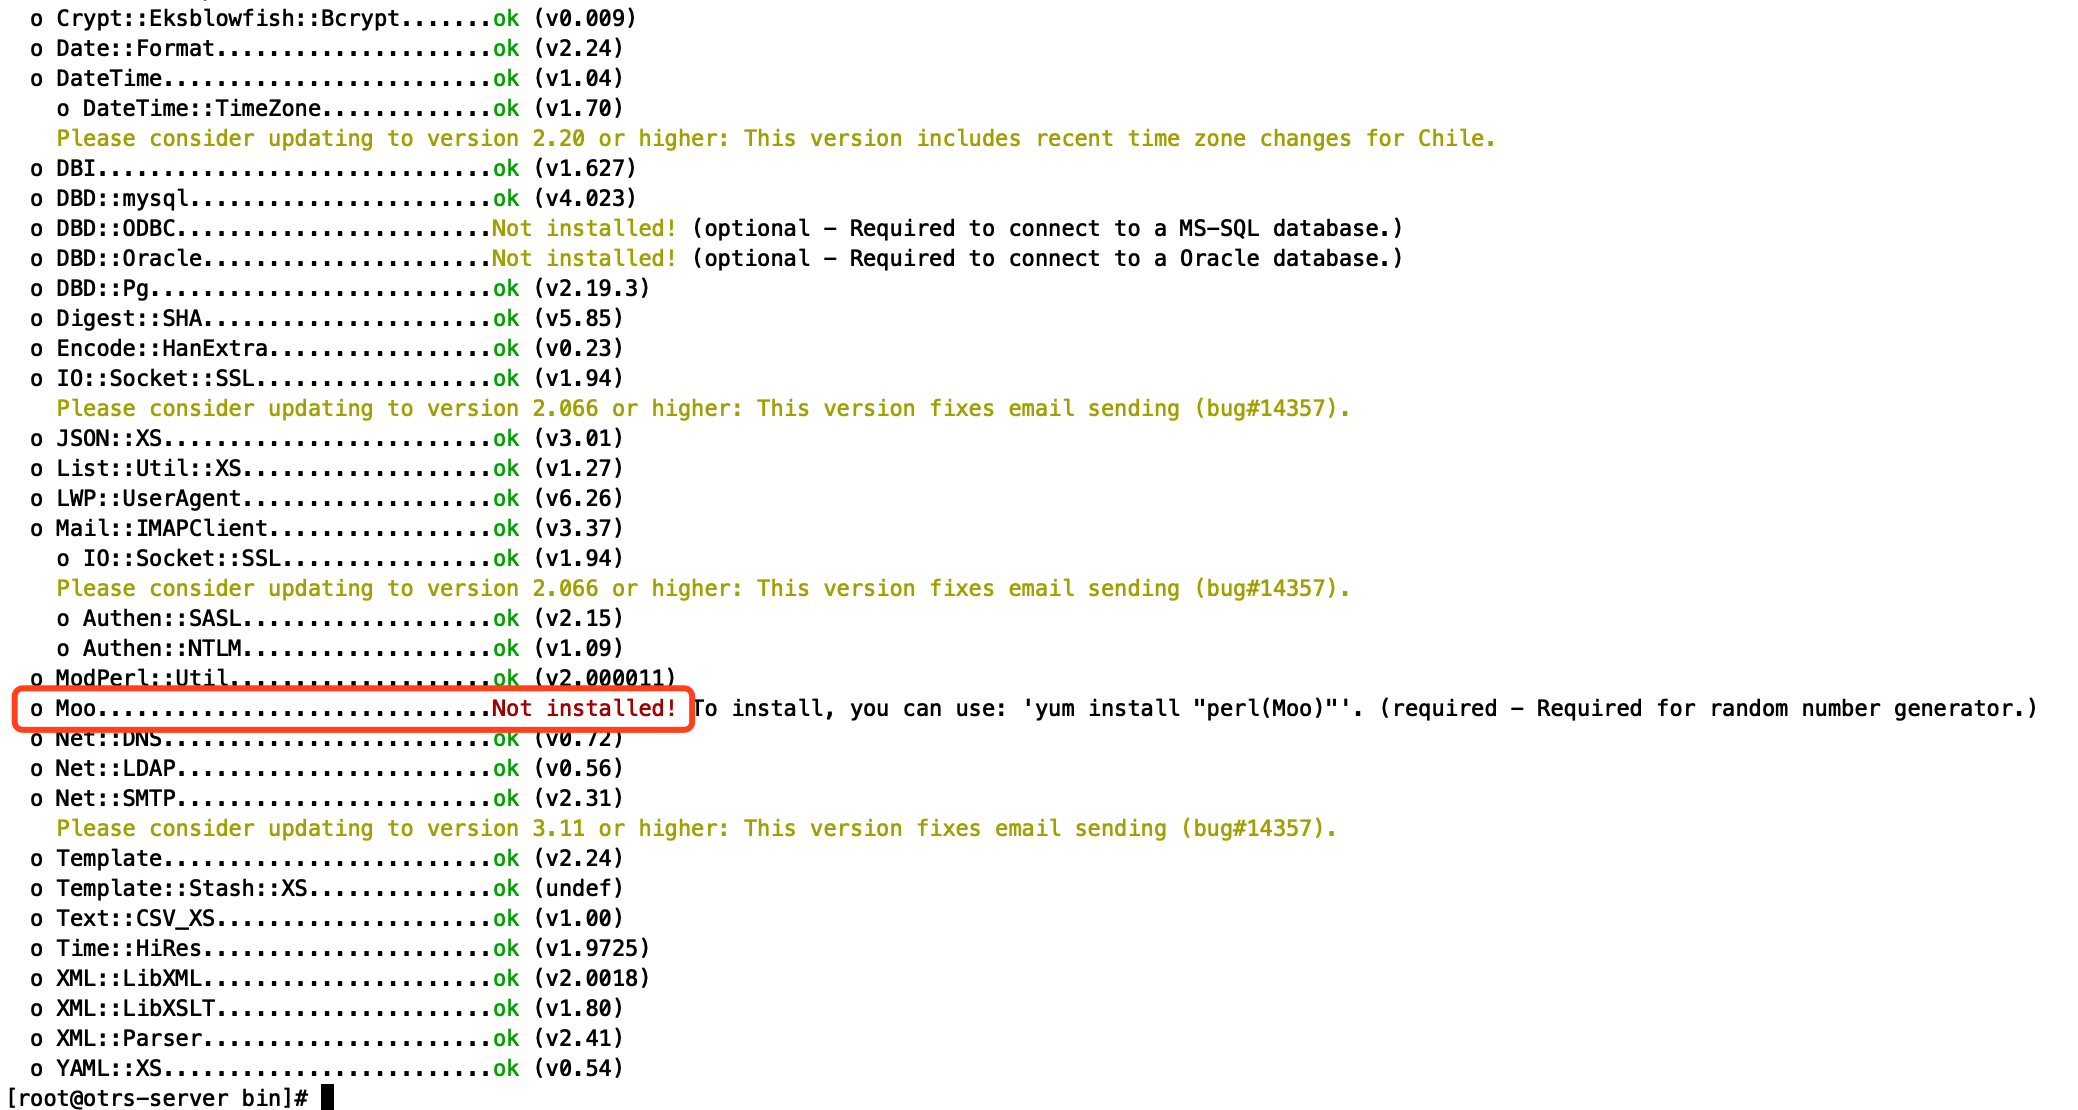 o Crypt::Eksblowfish::Bcrypt.......ok (v0.009)
o Date::Format.....................ok (v2.24)
o DateTime.........................ok (v1.04)
o DateTime::TimeZone.............ok (v1.70)
Please consider updating to version 2.20 or higher: This version includes recent time zone changes for Chile.
o DBI..............................ok (v1.627)
o DBD::mysql.......................ok (v4.023)
o DBD::ODBC........................Not installed! (optional - Required to connect to a MS-SQL database.)
o DBD::Oracle......................Not installed! (optional - Required to connect to a Oracle database.)
o DBD::Pg..........................ok (v2.19.3)
o Digest::SHA......................ok (v5.85)
o Encode::HanExtra.................ok (v0.23)
o IO::Socket::SSL..................ok (v1.94)
Please consider updating to version 2.066 or higher: This version fixes email sending (bug#14357).
o JSON::XS.........................ok (v3.01)
o List::Util::XS...................ok (v1.27)
o LWP::UserAgent...................ok (v6.26)
o Mail::IMAPClient.................ok (v3.37)
o IO::Socket::SSL................ok (v1.94)
Please consider updating to version 2.066 or higher: This version fixes email sending (bug#14357).
o Authen::SASL...................ok (v2.15)
o Authen::NTLM...................ok (v1.09)
o ModPerl::Util....................ok (v2.000011)
o Moo..............................Not installed! To install, you can use: 'yum install "perl(Moo)"'. (required - Required for random number generator.)
o Net::DNS.........................ok (v0.72)
o Net::LDAP........................ok (v0.56)
o Net::SMTP........................ok (v2.31)
Please consider updating to version 3.11 or higher: This version fixes email sending (bug#14357).
o Template.........................ok (v2.24)
o Template::Stash::XS..............ok (undef)
o Text::CSV_XS.....................ok (v1.00)
o Time::HiRes......................ok (v1.9725)
o XML::LibXML......................ok (v2.0018)
o XML::LibXSLT.....................ok (v1.80)
o XML::Parser......................ok (v2.41)
o YAML::XS.........................ok (v0.54)
[root@otrs-server bin]#